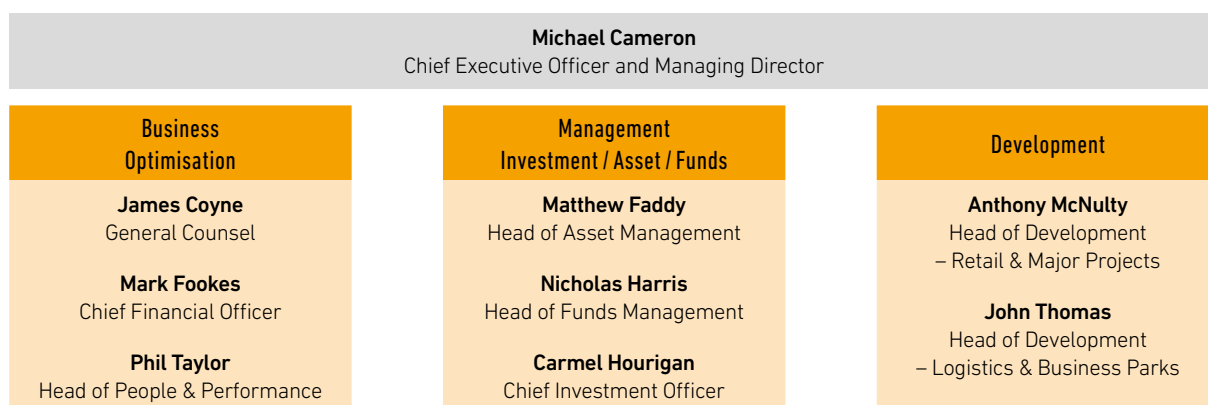 Michael Cameron
Chief Executive Officer and Managing Director
Business
Optimisation
James Coyne
General Counsel
Mark Fookes
Chief Financial Officer
Phil Taylor
Head of People & Performance
Management
Investment / Asset / Funds
Matthew Faddy
Head of Asset Management
Nicholas Harris
Head of Funds Management
Carmel Hourigan
Chief Investment Officer
Development
Anthony McNulty
Head of Development
– Retail & Major Projects
John Thomas
Head of Development
– Logistics & Business Parks